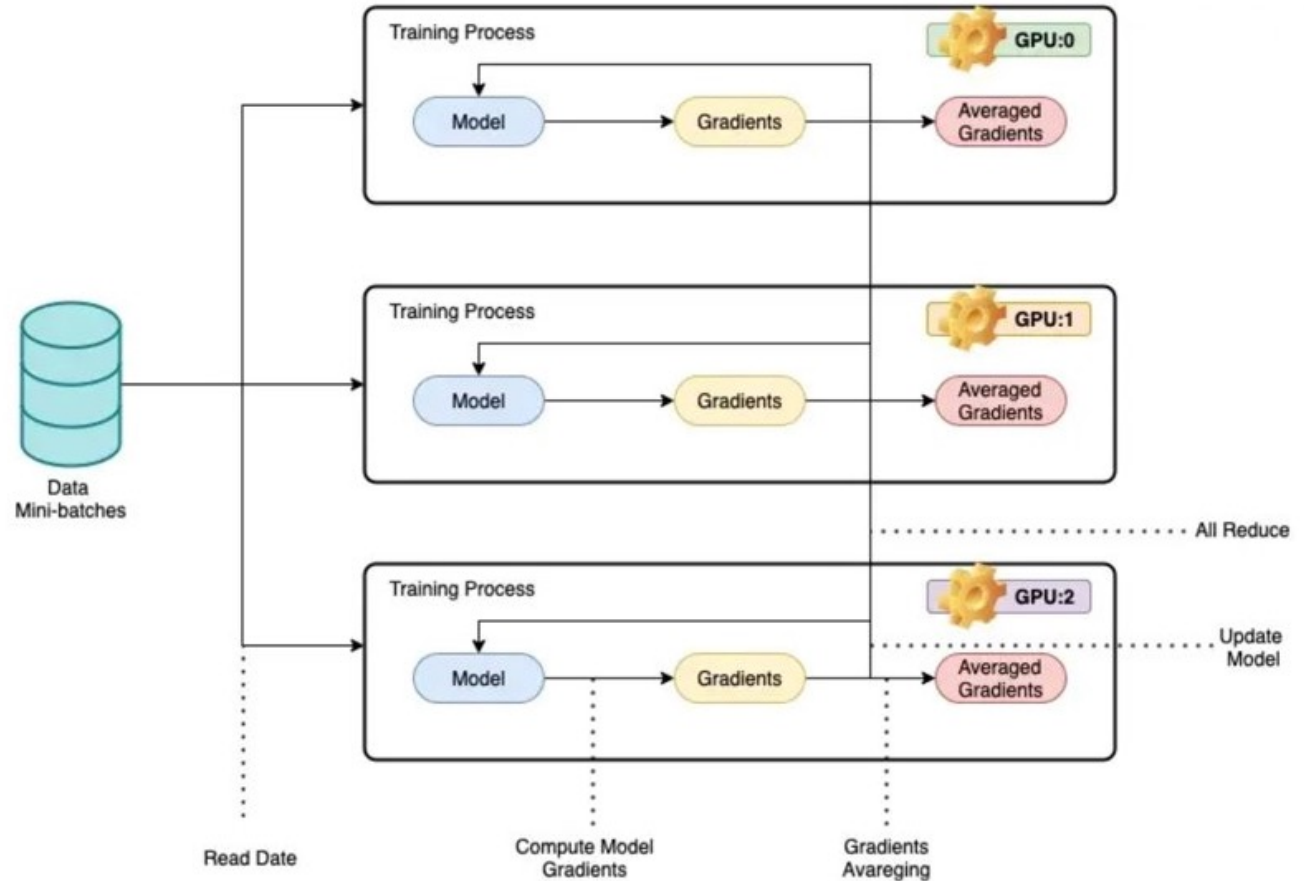 Training Process
GPU:0
Model
Gradients
Averaged
Gradients
Training Process
GPU:1
Model
Gradients
Averaged
Gradients
Data
Mini-batches
All Reduce
Training Process
GPU:2
Model
Gradients
Averaged
Gradients
Update
Model
Read Date
Compute Model
Gradients
Gradients
Avareging